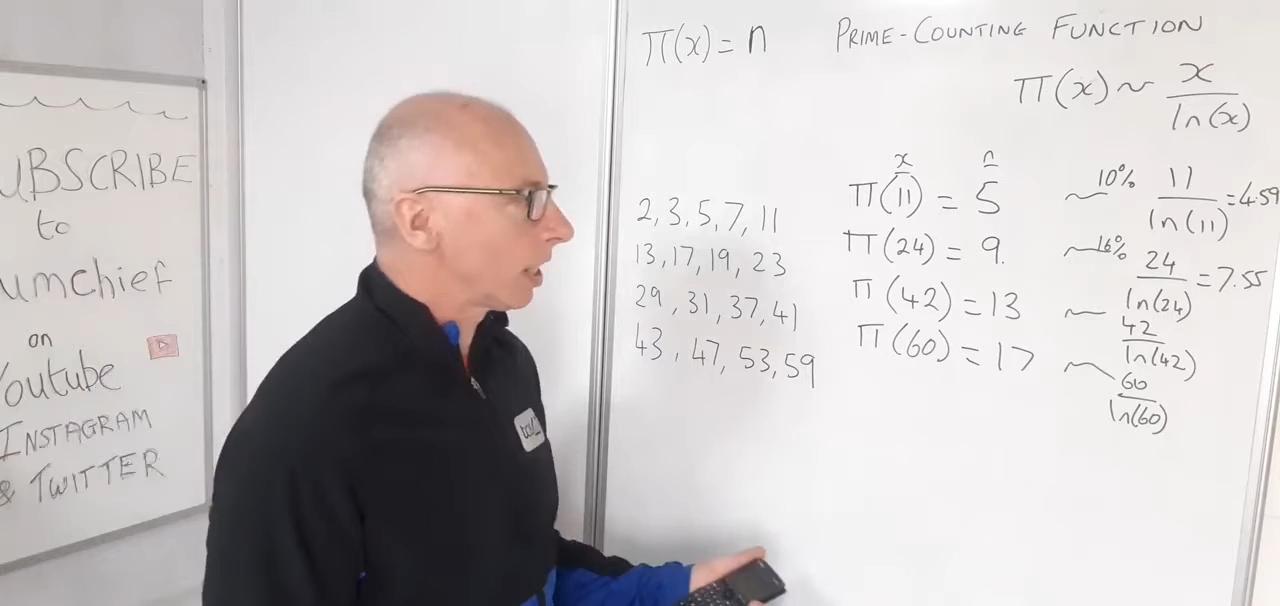 UBSCRIBE
to
umchief
on
Youtube
INSTAGRAM
& TWITTER
π(x) = n
PRIME-COUNTING FUNCTION
π(x) ~ x / ln(x)
2, 3, 5, 7, 11
13, 17, 19, 23
29, 31, 37, 41
43, 47, 53, 59
x n
π(11) = 5 ~ 10% 11 / ln(11) = 4.59
π(24) = 9. ~ 16% 24 / ln(24) = 7.55
π(42) = 13 ~ 42 / ln(42)
π(60) = 17 ~ 60 / ln(60)